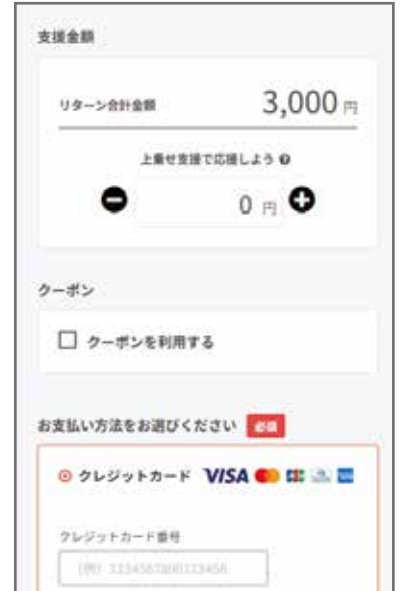 支援金額
リターン合計金額 3,000 円
上乗せ支援で応援しよう ?
0 円
クーポン
クーポンを利用する
お支払い方法をお選びください 必須
クレジットカード VISA JCB
クレジットカード番号
(例) 1234567890123456